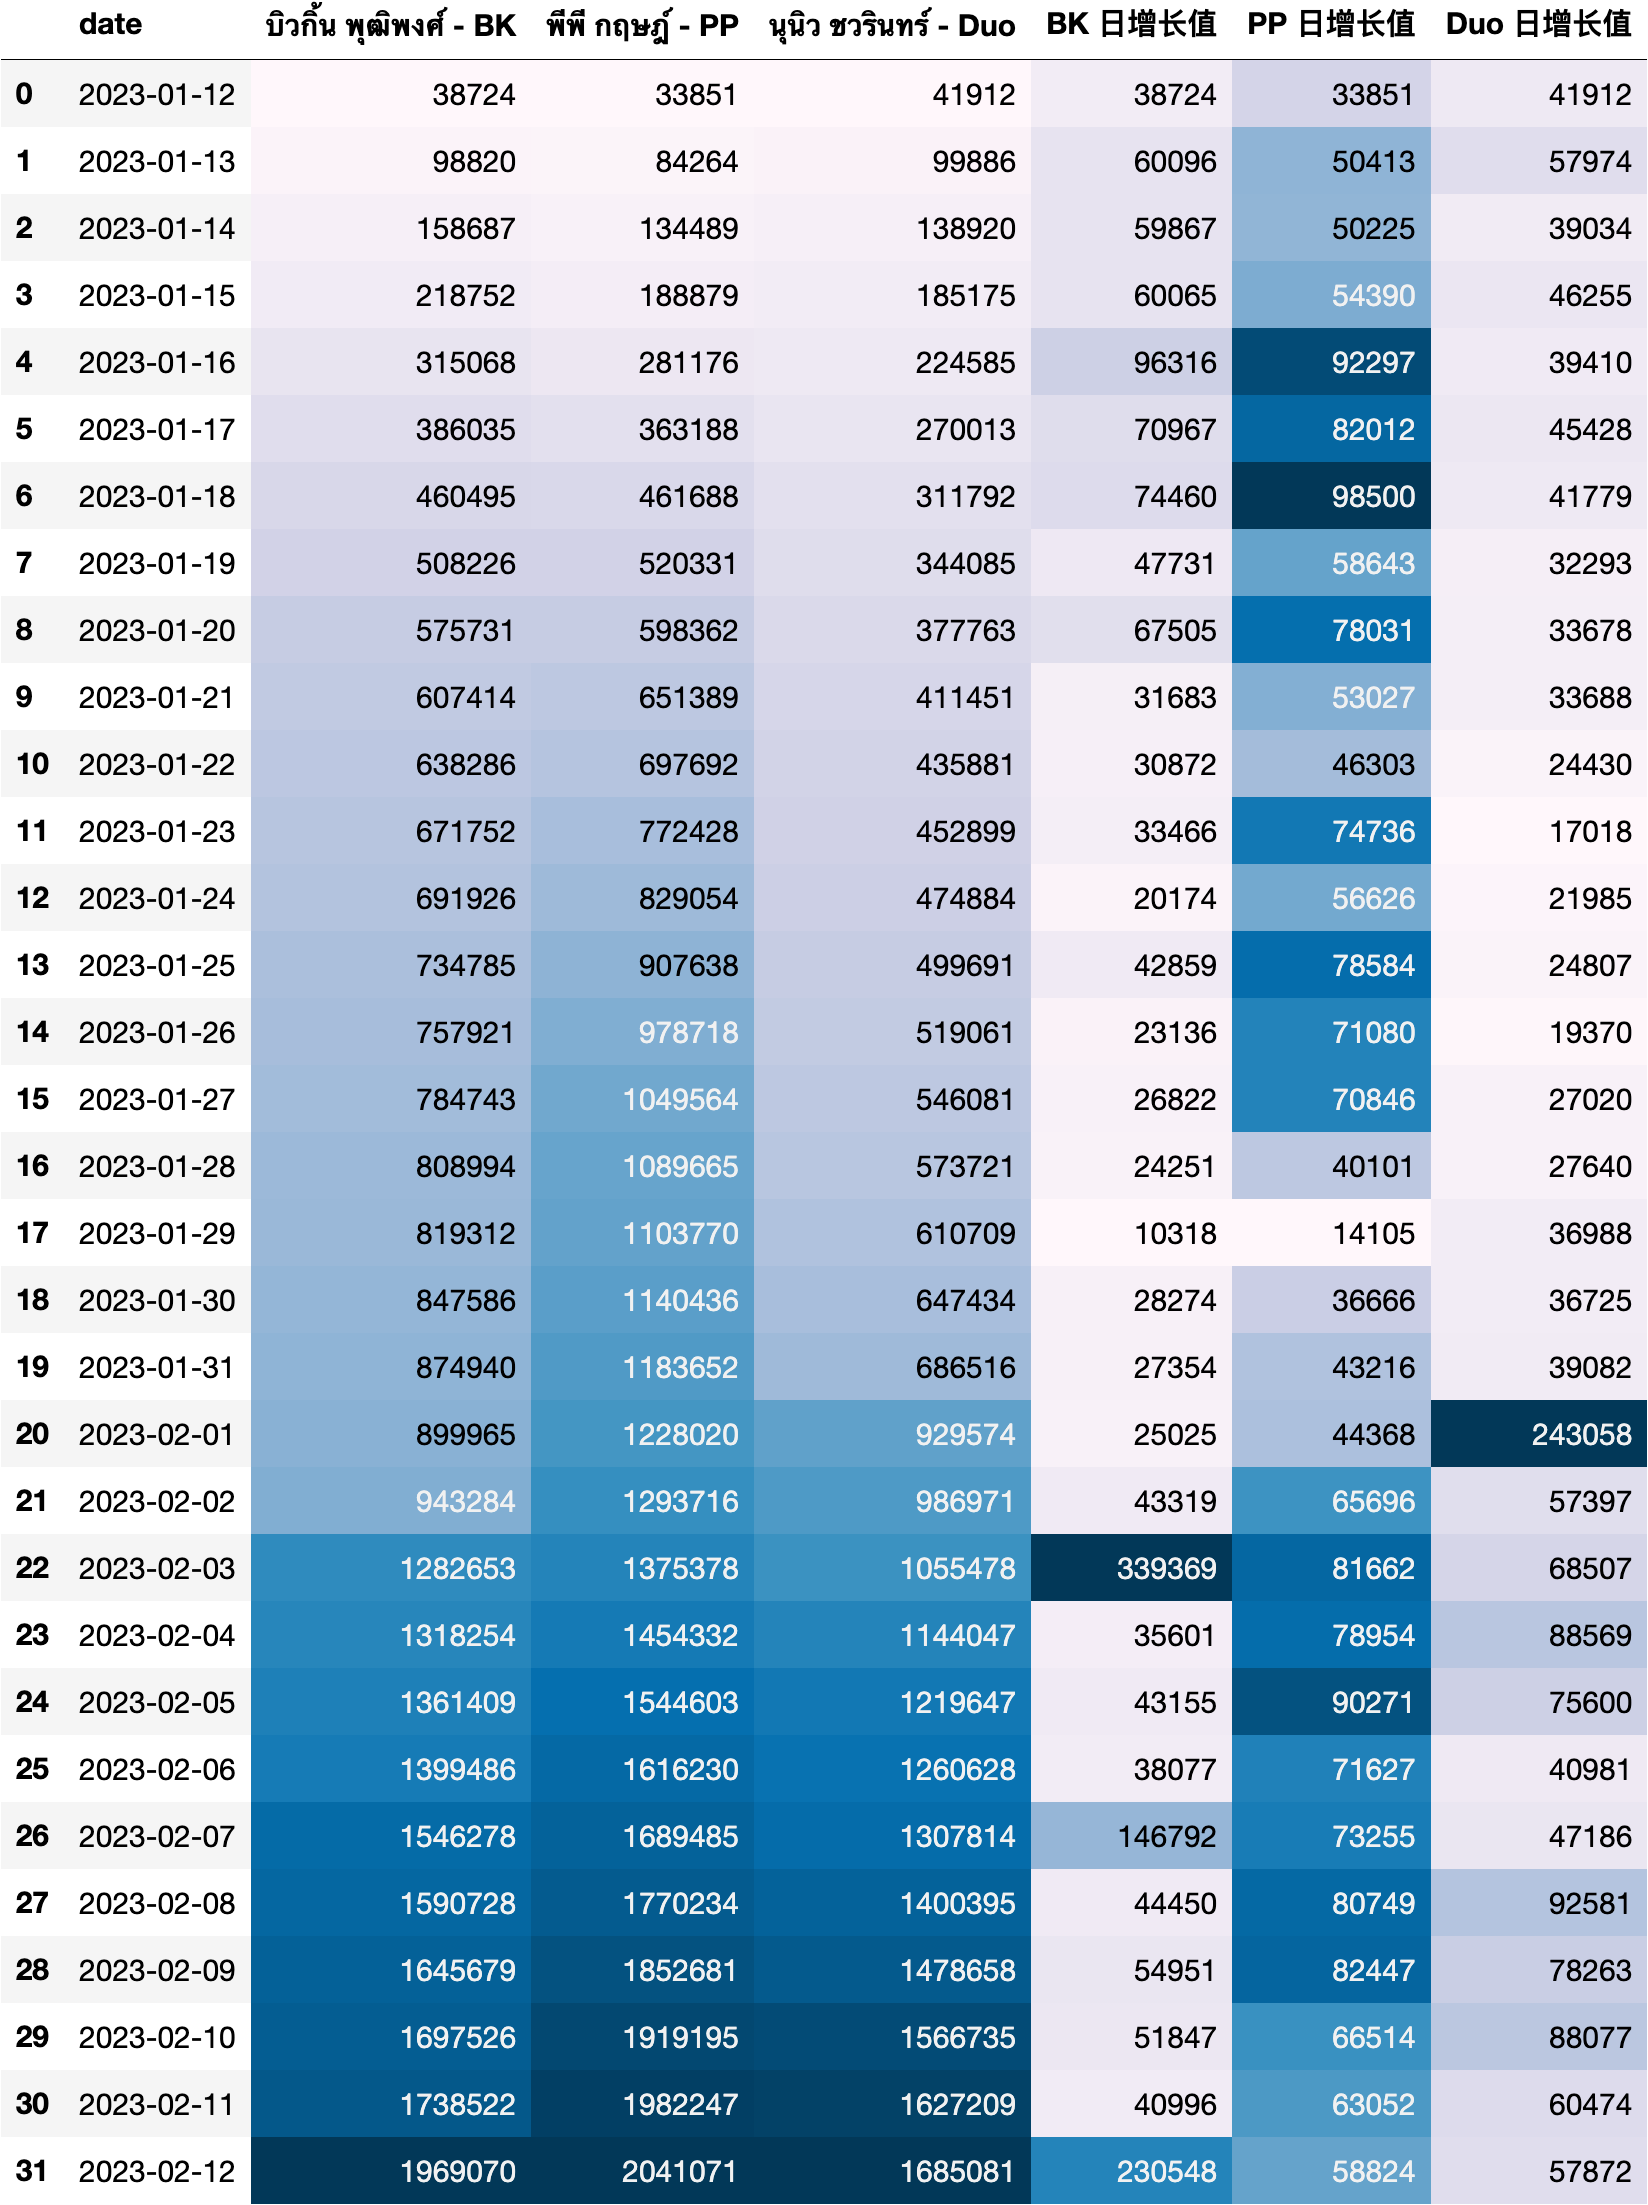 date บิวกิ้น พุฒิพงศ์ - BK พีพี กฤษฎ์ - PP นุนิว ชวรินทร์ - Duo BK 日增长值 PP 日增长值 Duo 日增长值
0 2023-01-12 38724 33851 41912 38724 33851 41912
1 2023-01-13 98820 84264 99886 60096 50413 57974
2 2023-01-14 158687 134489 138920 59867 50225 39034
3 2023-01-15 218752 188879 185175 60065 54390 46255
4 2023-01-16 315068 281176 224585 96316 92297 39410
5 2023-01-17 386035 363188 270013 70967 82012 45428
6 2023-01-18 460495 461688 311792 74460 98500 41779
7 2023-01-19 508226 520331 344085 47731 58643 32293
8 2023-01-20 575731 598362 377763 67505 78031 33678
9 2023-01-21 607414 651389 411451 31683 53027 33688
10 2023-01-22 638286 697692 435881 30872 46303 24430
11 2023-01-23 671752 772428 452899 33466 74736 17018
12 2023-01-24 691926 829054 474884 20174 56626 21985
13 2023-01-25 734785 907638 499691 42859 78584 24807
14 2023-01-26 757921 978718 519061 23136 71080 19370
15 2023-01-27 784743 1049564 546081 26822 70846 27020
16 2023-01-28 808994 1089665 573721 24251 40101 27640
17 2023-01-29 819312 1103770 610709 10318 14105 36988
18 2023-01-30 847586 1140436 647434 28274 36666 36725
19 2023-01-31 874940 1183652 686516 27354 43216 39082
20 2023-02-01 899965 1228020 929574 25025 44368 243058
21 2023-02-02 943284 1293716 986971 43319 65696 57397
22 2023-02-03 1282653 1375378 1055478 339369 81662 68507
23 2023-02-04 1318254 1454332 1144047 35601 78954 88569
24 2023-02-05 1361409 1544603 1219647 43155 90271 75600
25 2023-02-06 1399486 1616230 1260628 38077 71627 40981
26 2023-02-07 1546278 1689485 1307814 146792 73255 47186
27 2023-02-08 1590728 1770234 1400395 44450 80749 92581
28 2023-02-09 1645679 1852681 1478658 54951 82447 78263
29 2023-02-10 1697526 1919195 1566735 51847 66514 88077
30 2023-02-11 1738522 1982247 1627209 40996 63052 60474
31 2023-02-12 1969070 2041071 1685081 230548 58824 57872